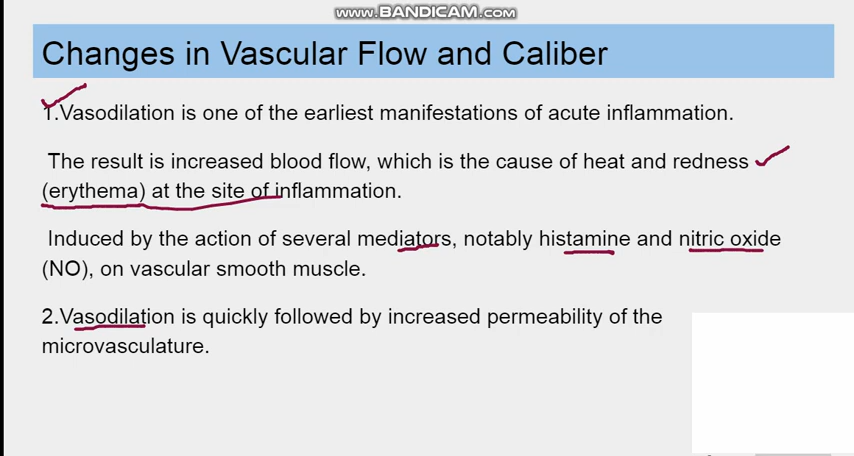 www.BANDICAM.com
Changes in Vascular Flow and Caliber
1.Vasodilation is one of the earliest manifestations of acute inflammation.
The result is increased blood flow, which is the cause of heat and redness
(erythema) at the site of inflammation.
Induced by the action of several mediators, notably histamine and nitric oxide
(NO), on vascular smooth muscle.
2.Vasodilation is quickly followed by increased permeability of the
microvasculature.